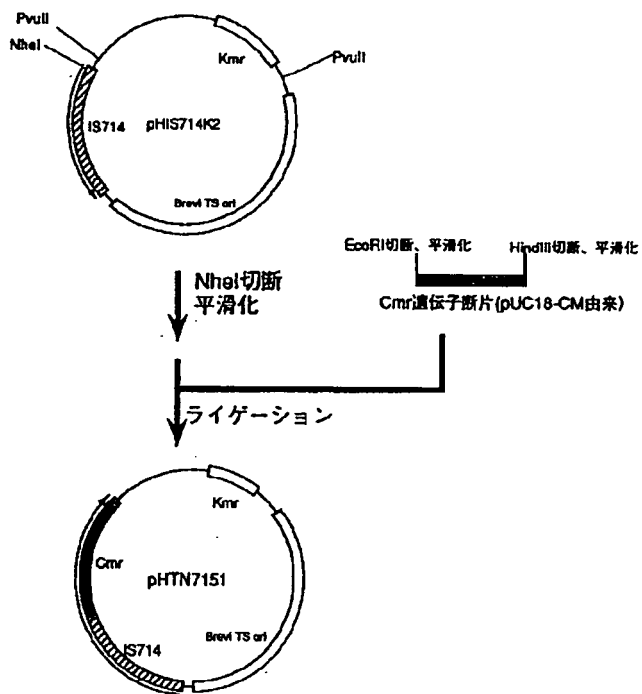 PvuII
NheI
Kmr
PvuII
IS714
pHIS714K2
Brevi TS ori
EcoRI切断、平滑化
HindIII切断、平滑化
NheI切断
平滑化
Cmr遺伝子断片(pUC18-CM由来)
ライゲーション
Kmr
Cmr
pHTN7151
Brevi TS ori
IS714